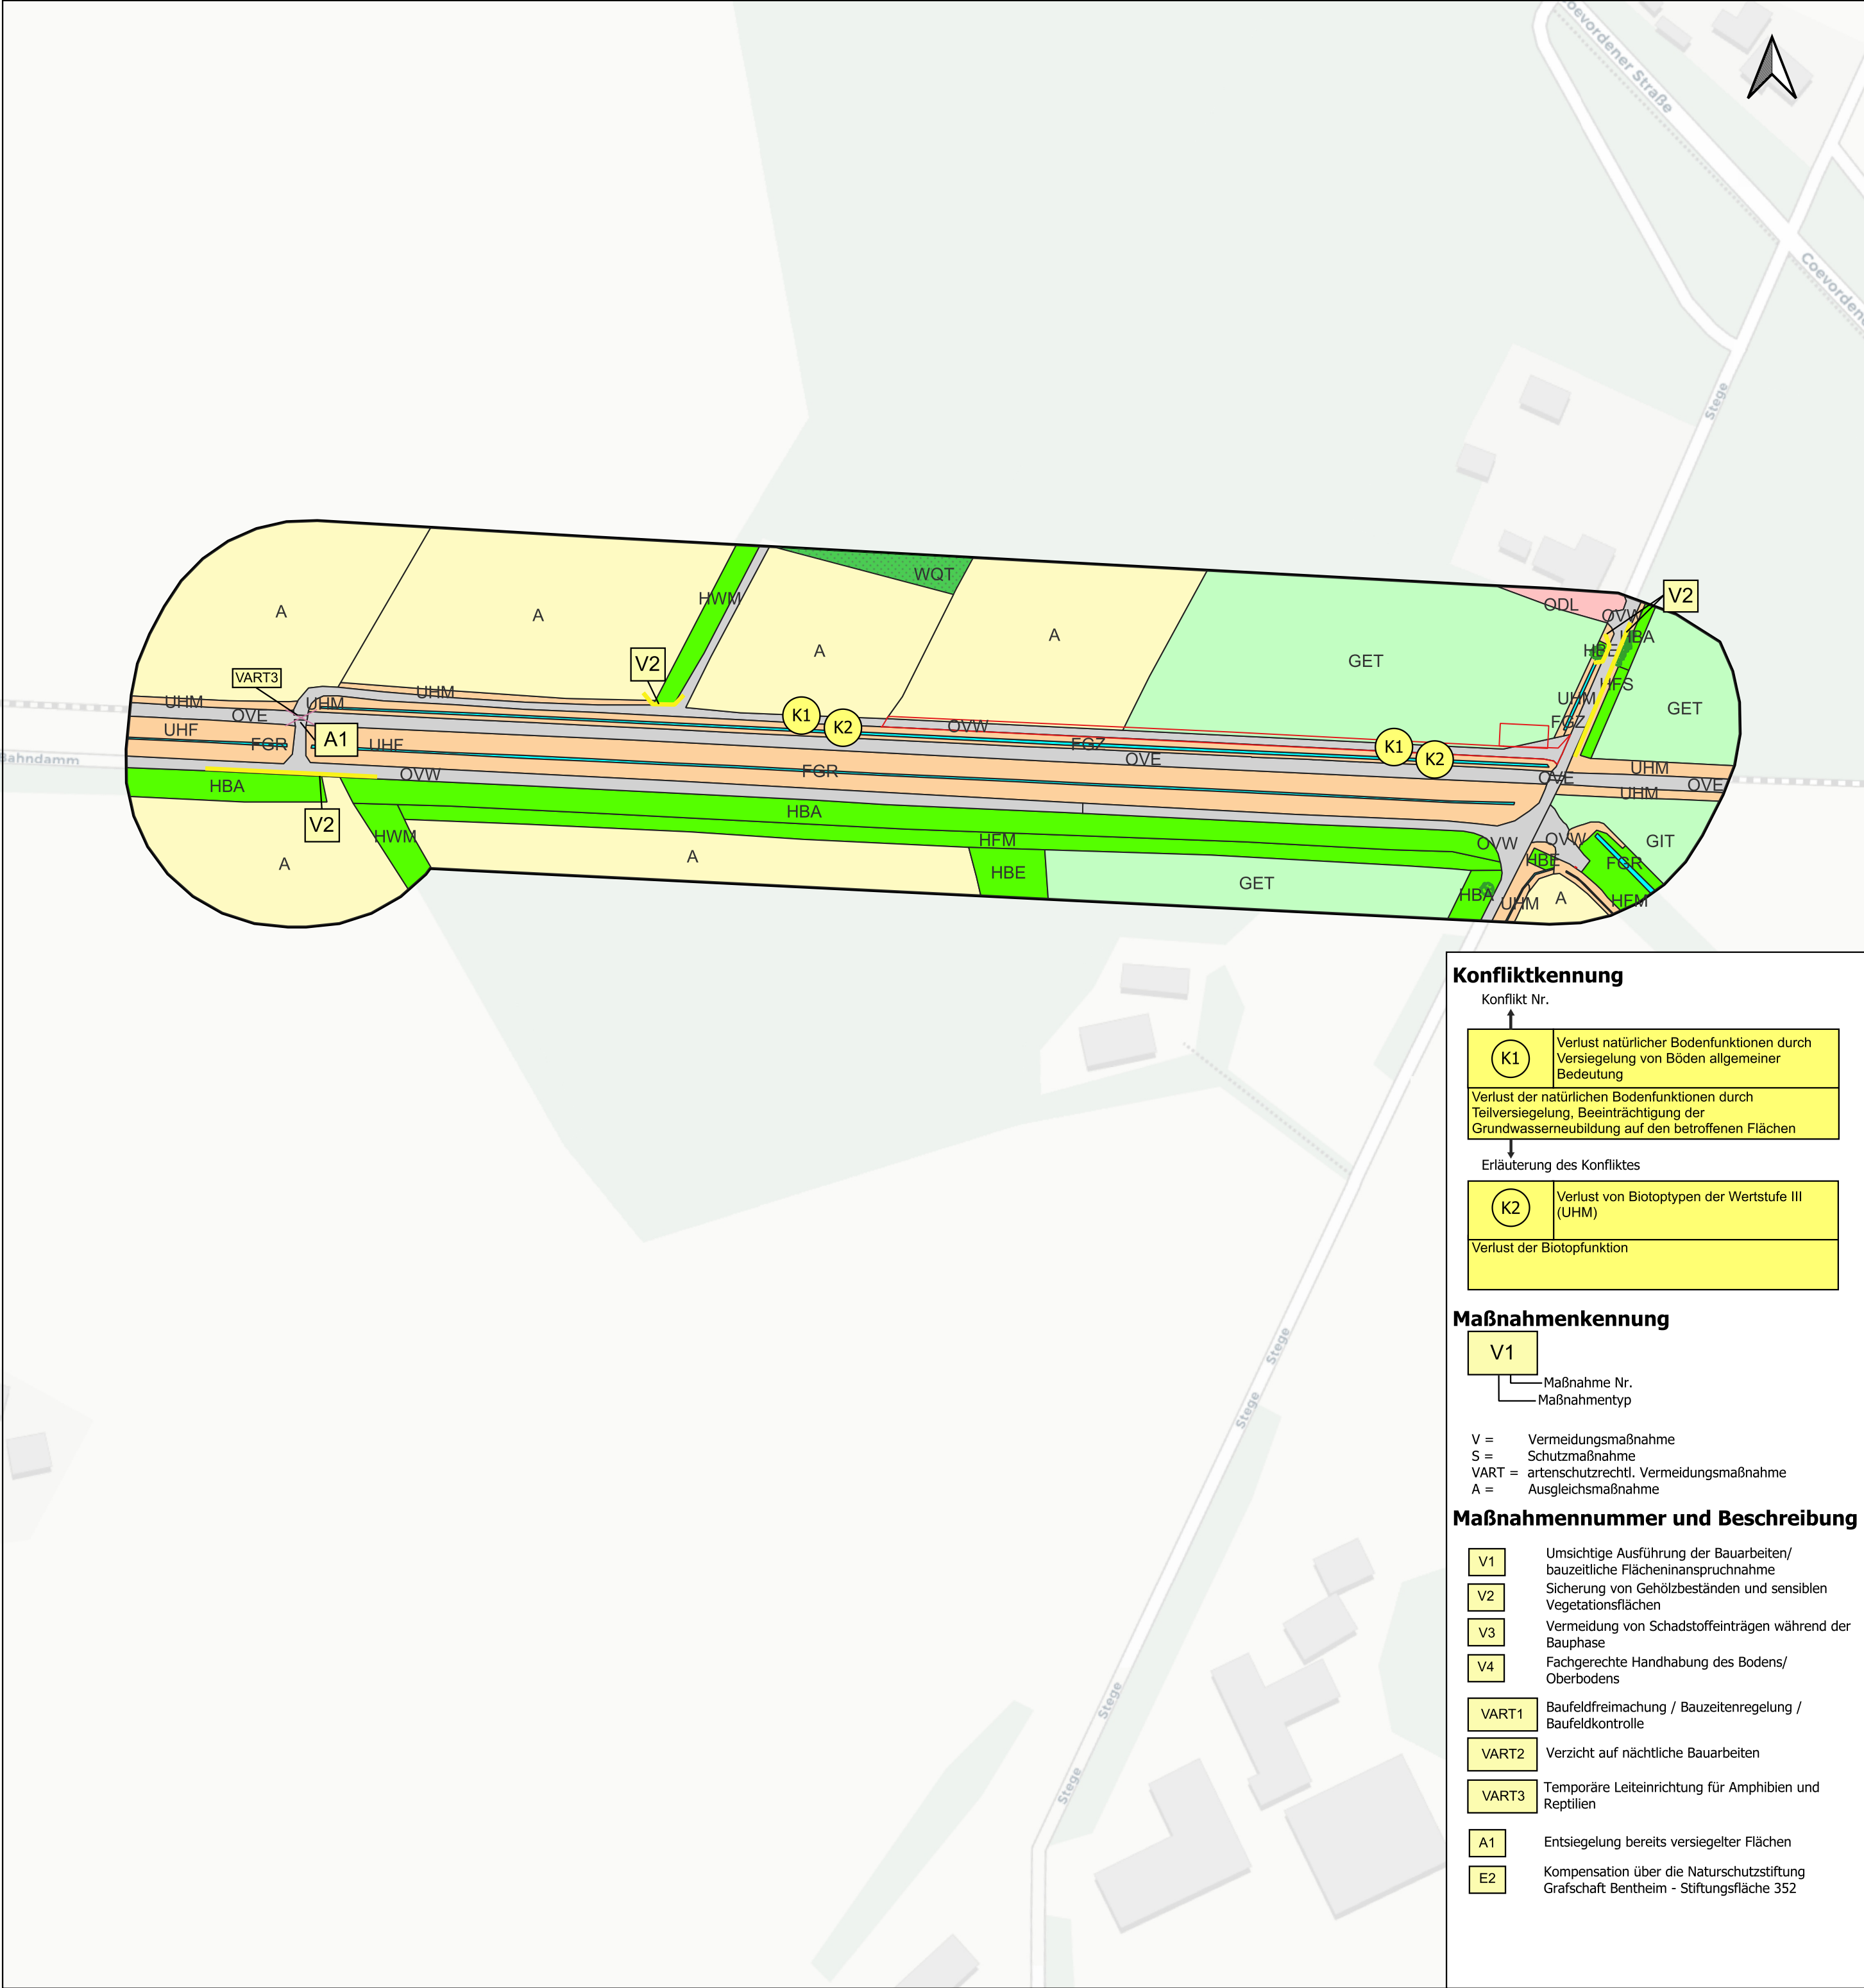 Coevordener Straße
Coevordener
Stege
WQT
HWM
A
A
A
A
ODL
OVW
V2
HBA
HBE
GET
V2
VART3
UHM
UHM
UHM
UHM
HFS
GET
OVE
K1
K2
OVW
FGZ
UHF
FGR
A1
UHF
FGZ
K1
K2
OVE
Bahndamm
OVW
FGR
OVE
UHM
OVE
UHM
HBA
V2
HWM
HBA
HFM
OVW
OVW
GIT
A
A
HBE
GET
HBE
FGR
HBA
UHM
A
HFM
Stege
Stege
Stege
Stege
Konfliktkennung
Konflikt Nr.
K1
Verlust natürlicher Bodenfunktionen durch
Versiegelung von Böden allgemeiner
Bedeutung
Verlust der natürlichen Bodenfunktionen durch
Teilversiegelung, Beeinträchtigung der
Grundwasserneubildung auf den betroffenen Flächen
Erläuterung des Konfliktes
K2
Verlust von Biotoptypen der Wertstufe III
(UHM)
Verlust der Biotopfunktion
Maßnahmenkennung
V1
Maßnahme Nr.
Maßnahmentyp
V = Vermeidungsmaßnahme
S = Schutzmaßnahme
VART = artenschutzrechtl. Vermeidungsmaßnahme
A = Ausgleichsmaßnahme
Maßnahmennummer und Beschreibung
V1 Umsichtige Ausführung der Bauarbeiten/
bauzeitliche Flächeninanspruchnahme
V2 Sicherung von Gehölzbeständen und sensiblen
Vegetationsflächen
V3 Vermeidung von Schadstoffeinträgen während der
Bauphase
V4 Fachgerechte Handhabung des Bodens/
Oberbodens
VART1 Baufeldfreimachung / Bauzeitenregelung /
Baufeldkontrolle
VART2 Verzicht auf nächtliche Bauarbeiten
VART3 Temporäre Leiteinrichtung für Amphibien und
Reptilien
A1 Entsiegelung bereits versiegelter Flächen
E2 Kompensation über die Naturschutzstiftung
Grafschaft Bentheim - Stiftungsfläche 352